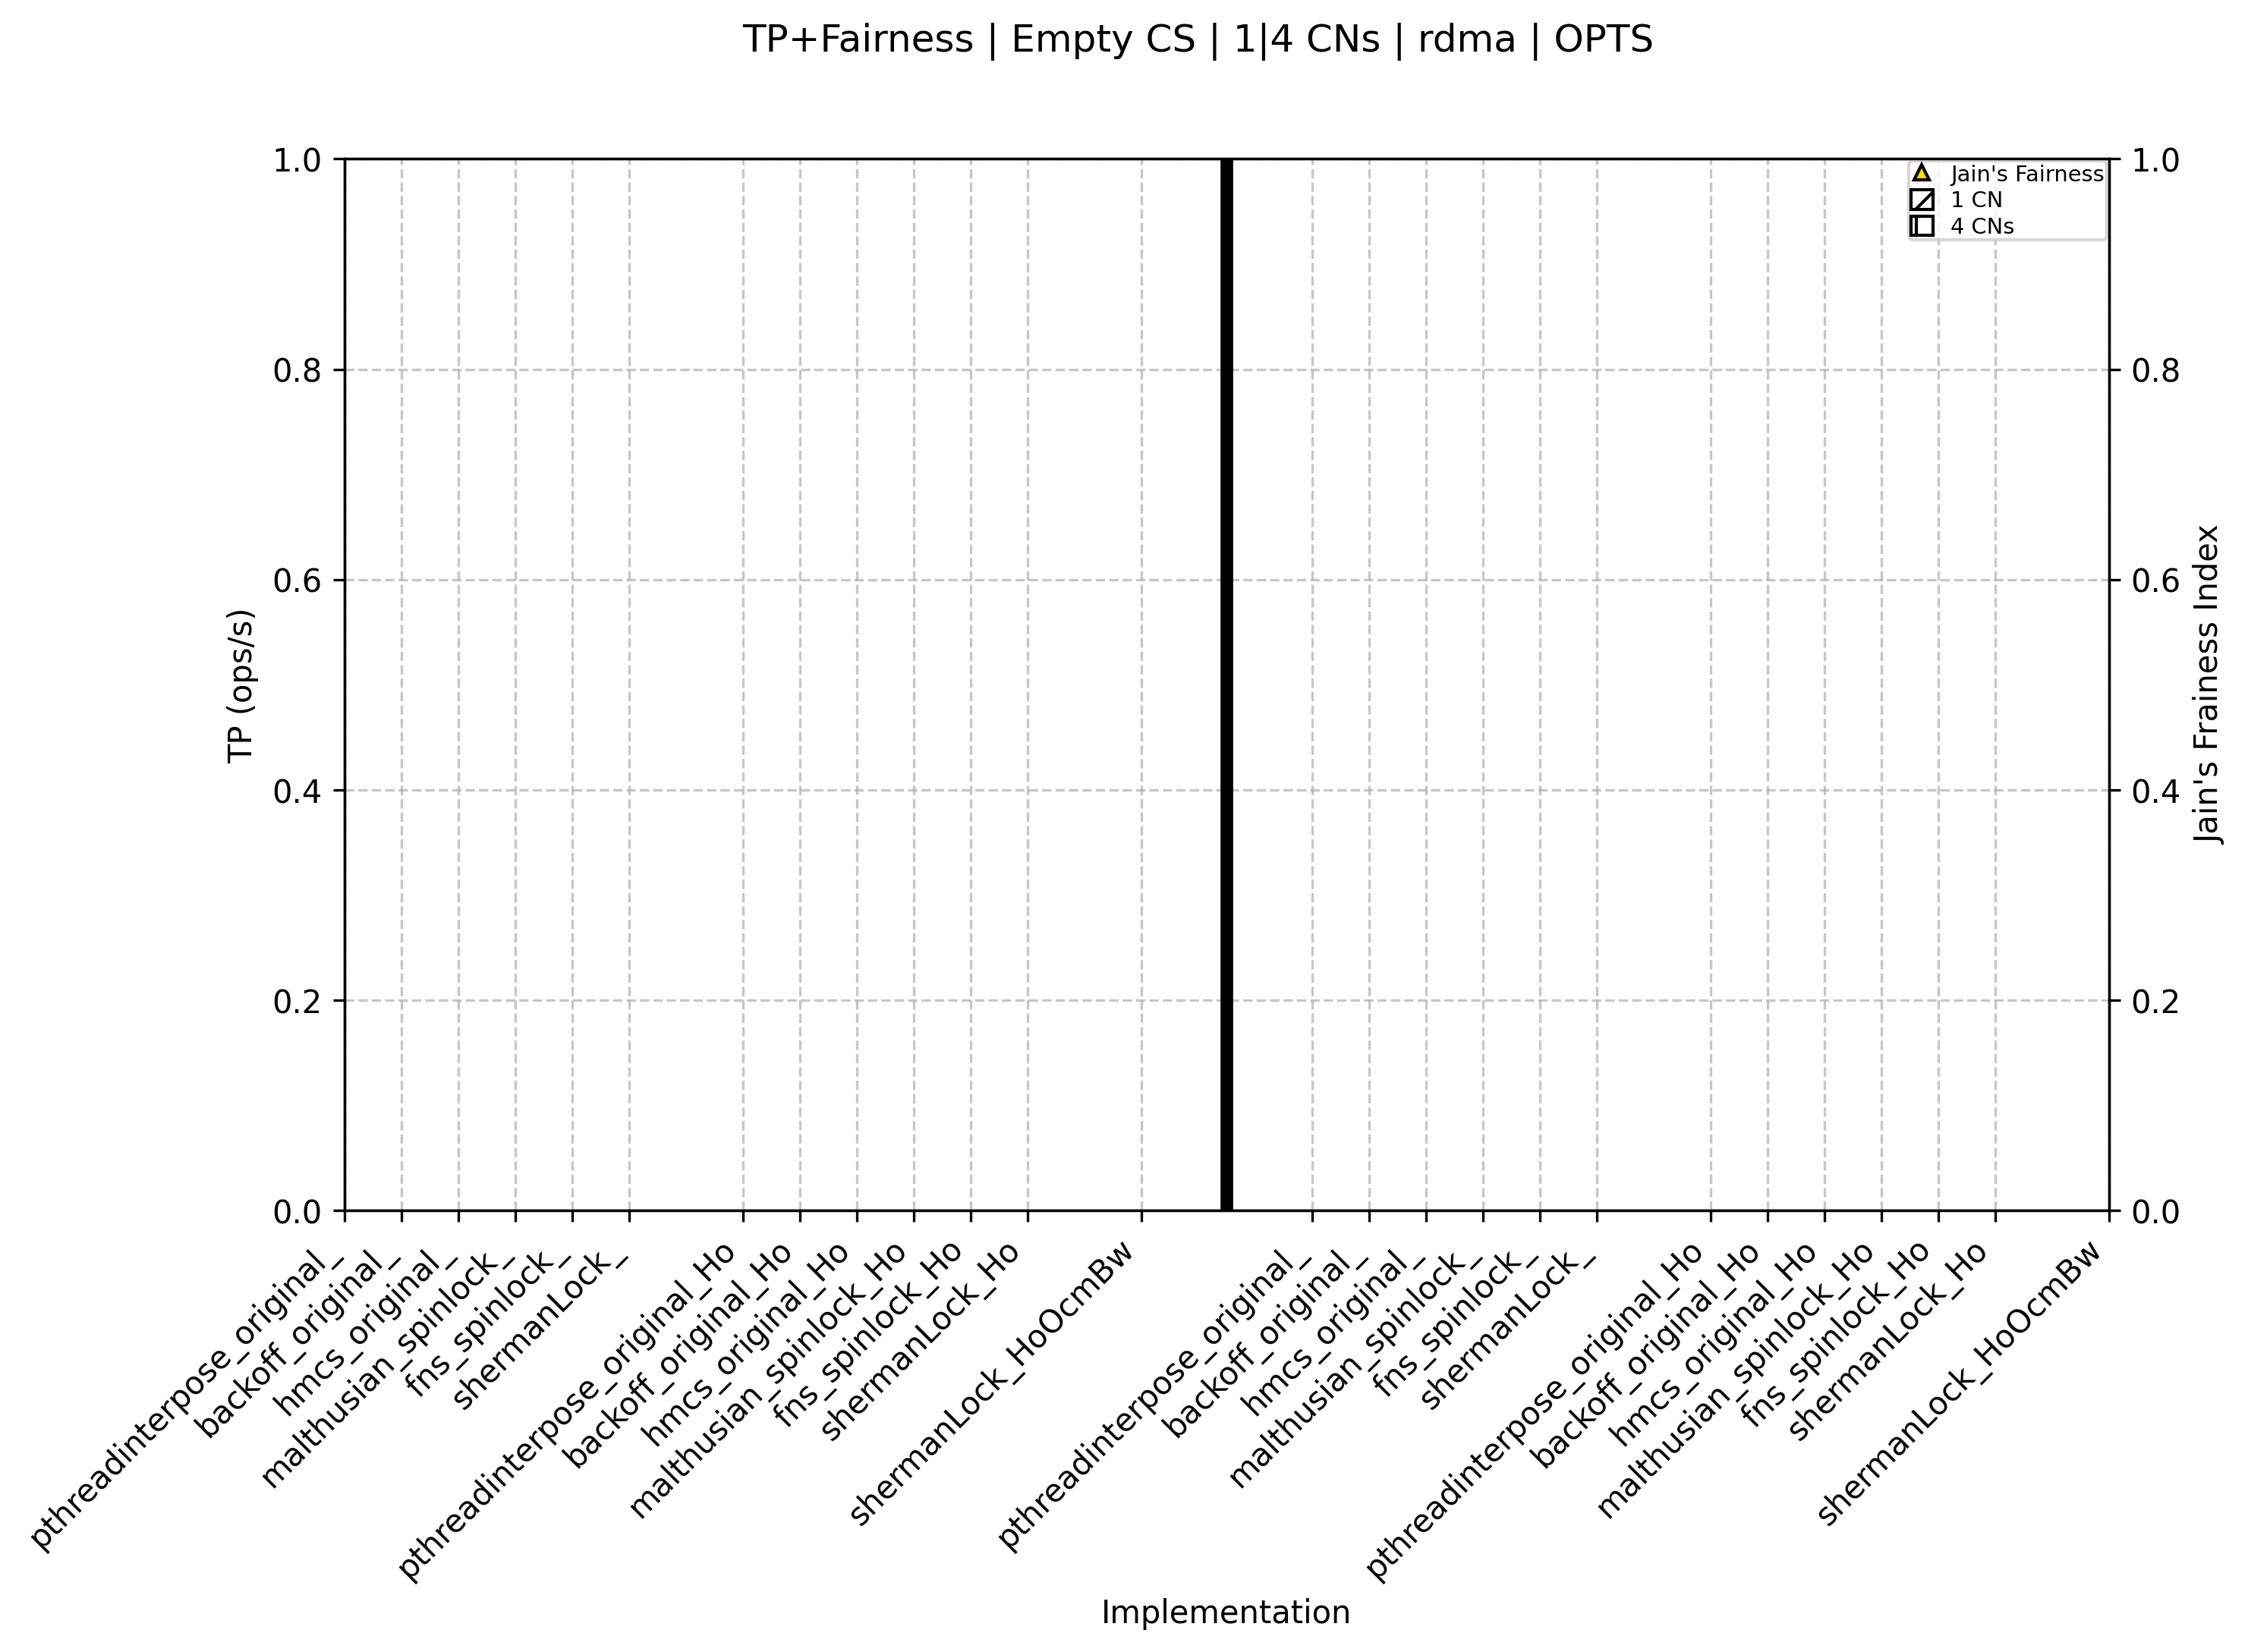 TP+Fairness | Empty CS | 1|4 CNs | rdma | OPTS
1.0
0.8
0.6
0.4
0.2
0.0
TP (ops/s)
1.0
0.8
0.6
0.4
0.2
0.0
Jain's Fraineess Index
Jain's Fairness
1 CN
4 CNs
pthreadinterpose_original_
backoff_original_
hmcs_original_
malthusian_spinlock_
fns_spinlock_
shermanLock_
pthreadinterpose_original_Ho
backoff_original_Ho
hmcs_original_Ho
malthusian_spinlock_Ho
fns_spinlock_Ho
shermanLock_Ho
shermanLock_HoOcmBw
pthreadinterpose_original_
backoff_original_
hmcs_original_
malthusian_spinlock_
fns_spinlock_
shermanLock_
pthreadinterpose_original_Ho
backoff_original_Ho
hmcs_original_Ho
malthusian_spinlock_Ho
fns_spinlock_Ho
shermanLock_Ho
shermanLock_HoOcmBw
Implementation